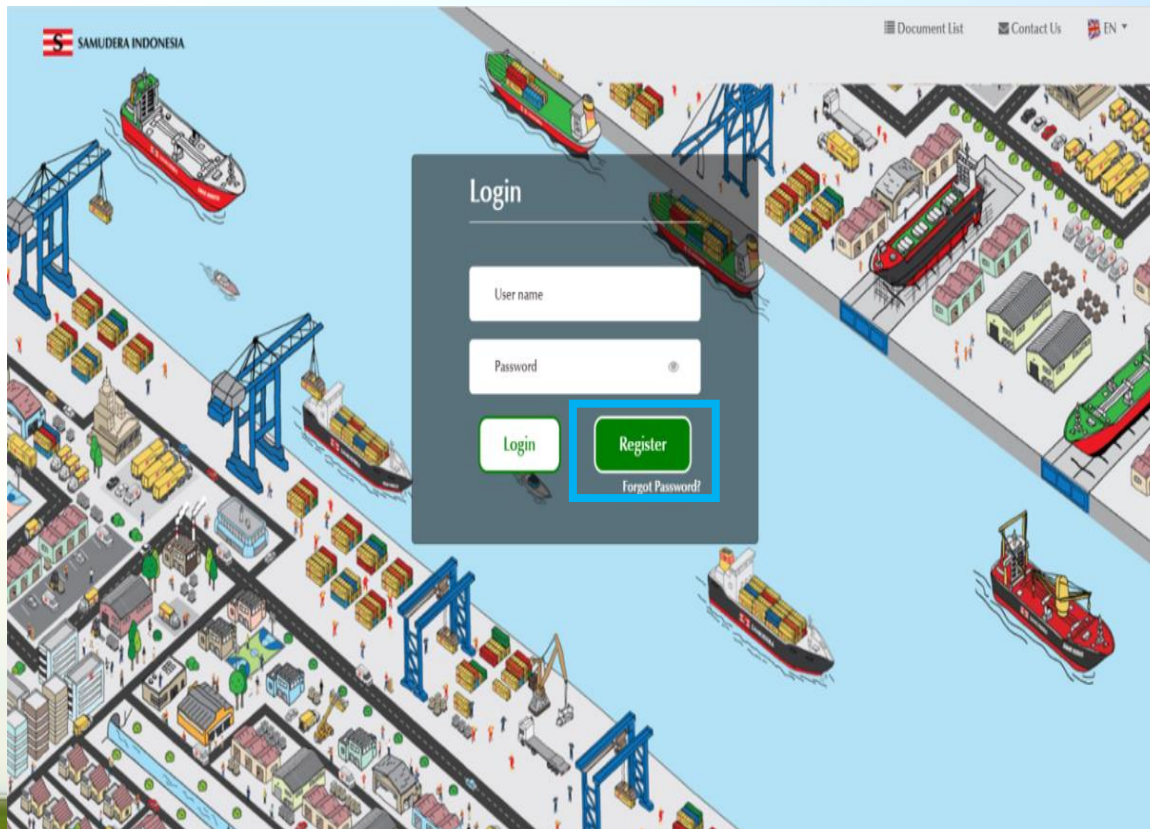 S SAMUDERA INDONESIA
Document List
Contact Us
EN
Login
User name
Password
Login
Register
Forgot Password?